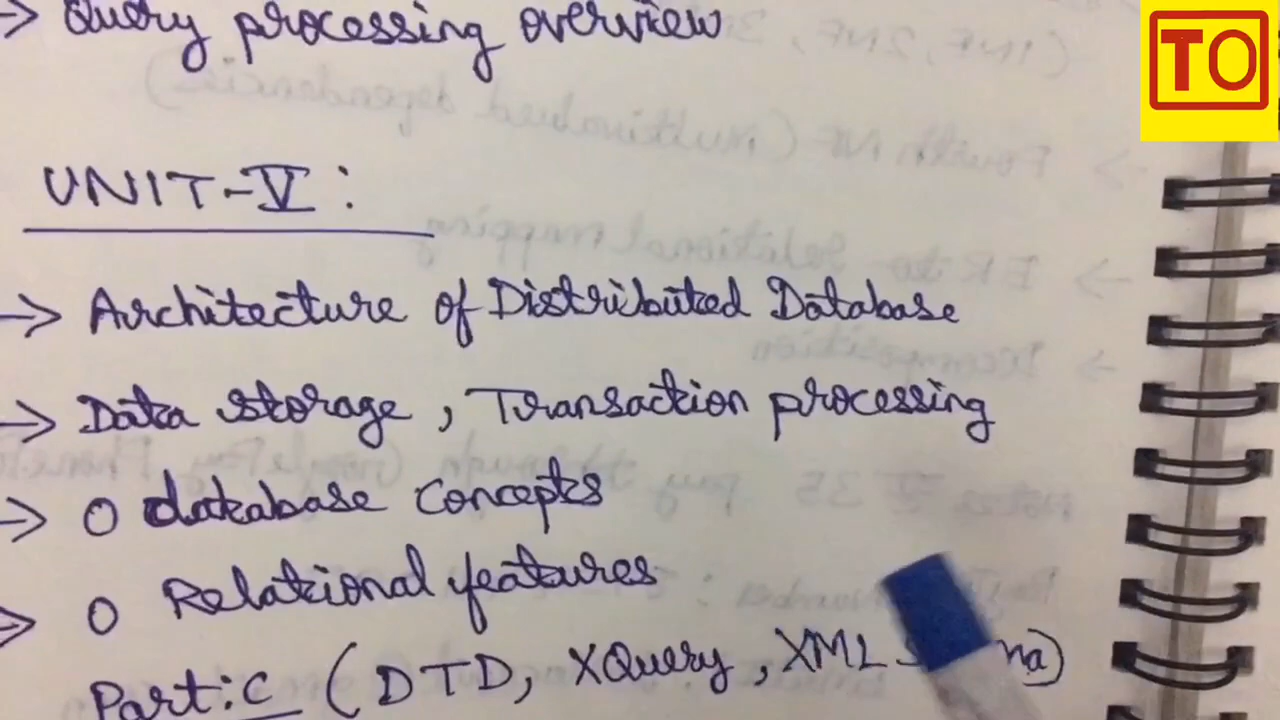 → Query processing overview
TO
UNIT-V:
→ Architecture of Distributed Database
→ Data storage, Transaction processing
→ O database concepts
→ O Relational features
Part:C (DTD, XQuery, XML